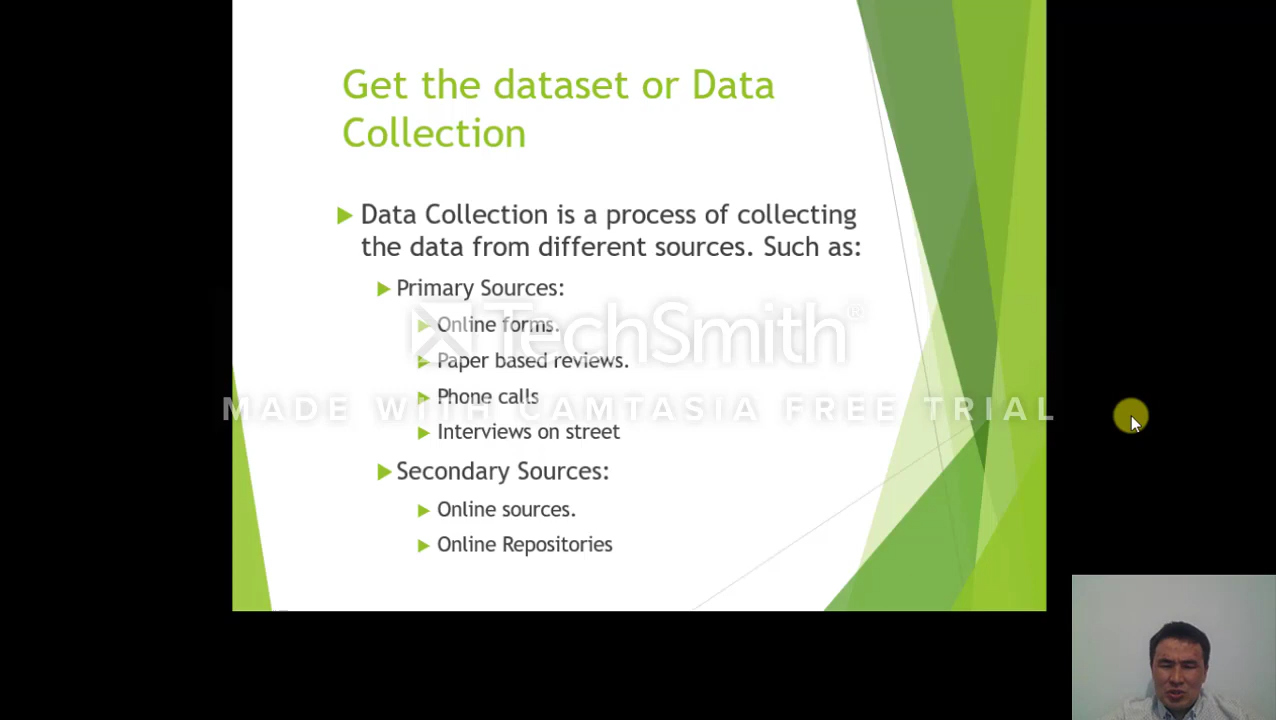 Get the dataset or Data
Collection
Data Collection is a process of collecting
the data from different sources. Such as:
Primary Sources:
Online forms.
Paper based reviews.
Phone calls
Interviews on street
Secondary Sources:
Online sources.
Online Repositories
TechSmith®
MADE WITH CAMTASIA FREE TRIAL